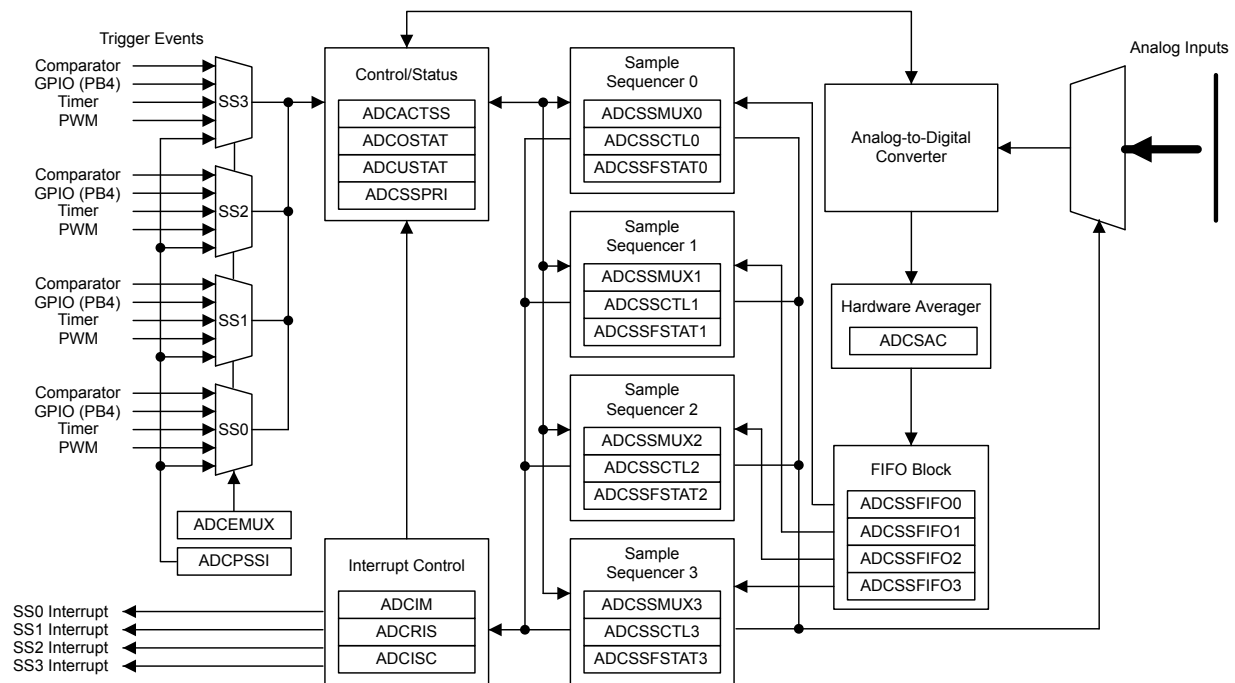 Trigger Events
Comparator
GPIO (PB4)
Timer
PWM
SS3
Comparator
GPIO (PB4)
Timer
PWM
SS2
Comparator
GPIO (PB4)
Timer
PWM
SS1
Comparator
GPIO (PB4)
Timer
PWM
SS0
ADCEMUX
ADCPSSI
SS0 Interrupt
SS1 Interrupt
SS2 Interrupt
SS3 Interrupt
Control/Status
ADCACTSS
ADCOSTAT
ADCUSTAT
ADCSSPRI
Interrupt Control
ADCIM
ADCRIS
ADCISC
Sample
Sequencer 0
ADCSSMUX0
ADCSSCTL0
ADCSSFSTAT0
Sample
Sequencer 1
ADCSSMUX1
ADCSSCTL1
ADCSSFSTAT1
Sample
Sequencer 2
ADCSSMUX2
ADCSSCTL2
ADCSSFSTAT2
Sample
Sequencer 3
ADCSSMUX3
ADCSSCTL3
ADCSSFSTAT3
Analog-to-Digital
Converter
Hardware Averager
ADCSAC
FIFO Block
ADCSSFIFO0
ADCSSFIFO1
ADCSSFIFO2
ADCSSFIFO3
Analog Inputs